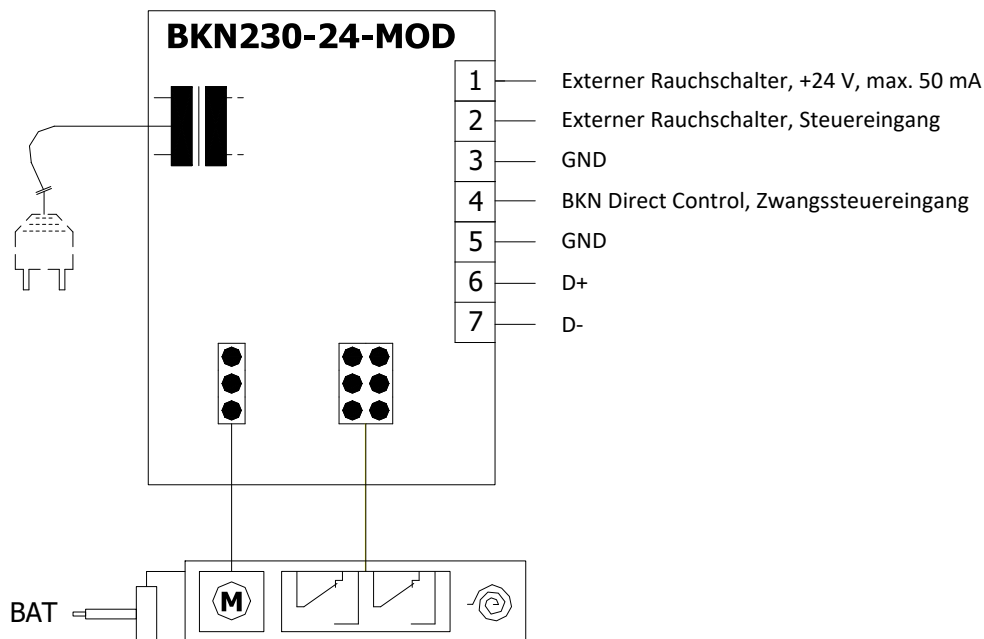 BKN230-24-MOD
1 Externer Rauchschalter, +24 V, max. 50 mA
2 Externer Rauchschalter, Steuereingang
3 GND
4 BKN Direct Control, Zwangssteuereingang
5 GND
6 D+
7 D-
BAT
M